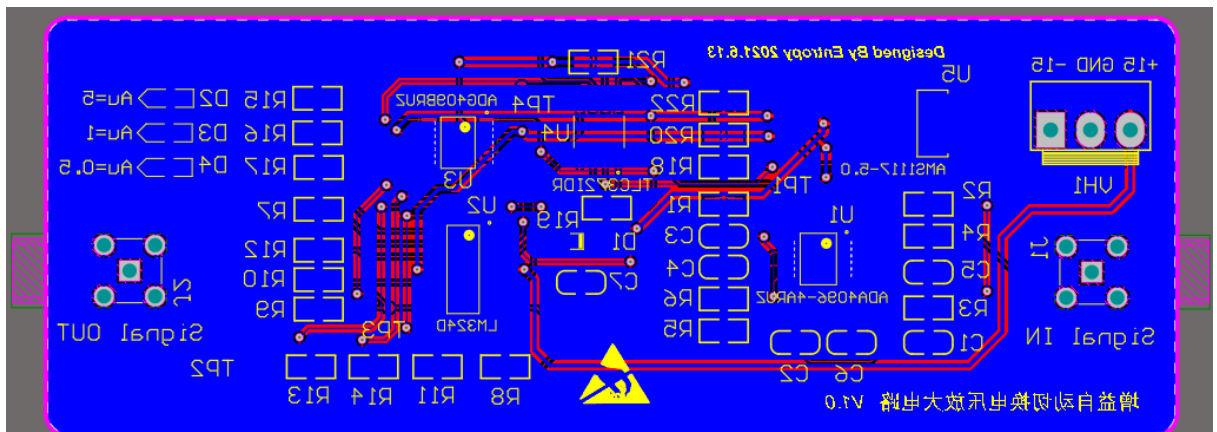 Designed By Entropy 2021.6.13
R21
U5
+15 GND -15
Au=5 D2 R15
ADG409BRUZ
TP4
R22
Au=1 D3 R16
U4
R20
Au=0.5 D4 R17
R18
AMS1117-5.0
U3
TLC372IDR
TP1
VH1
R7
U2
R19
R1
U1
R2
R12
D1
C3
R4
J1
R10
C7
C4
ADA4096-4ARUZ
C5
J2
R9
R6
R3
Signal OUT
TP3
LM324D
R5
C1
Signal IN
TP2
C2
C6
R13
R14
R11
R8
增益自动切换电压放大电路 V1.0